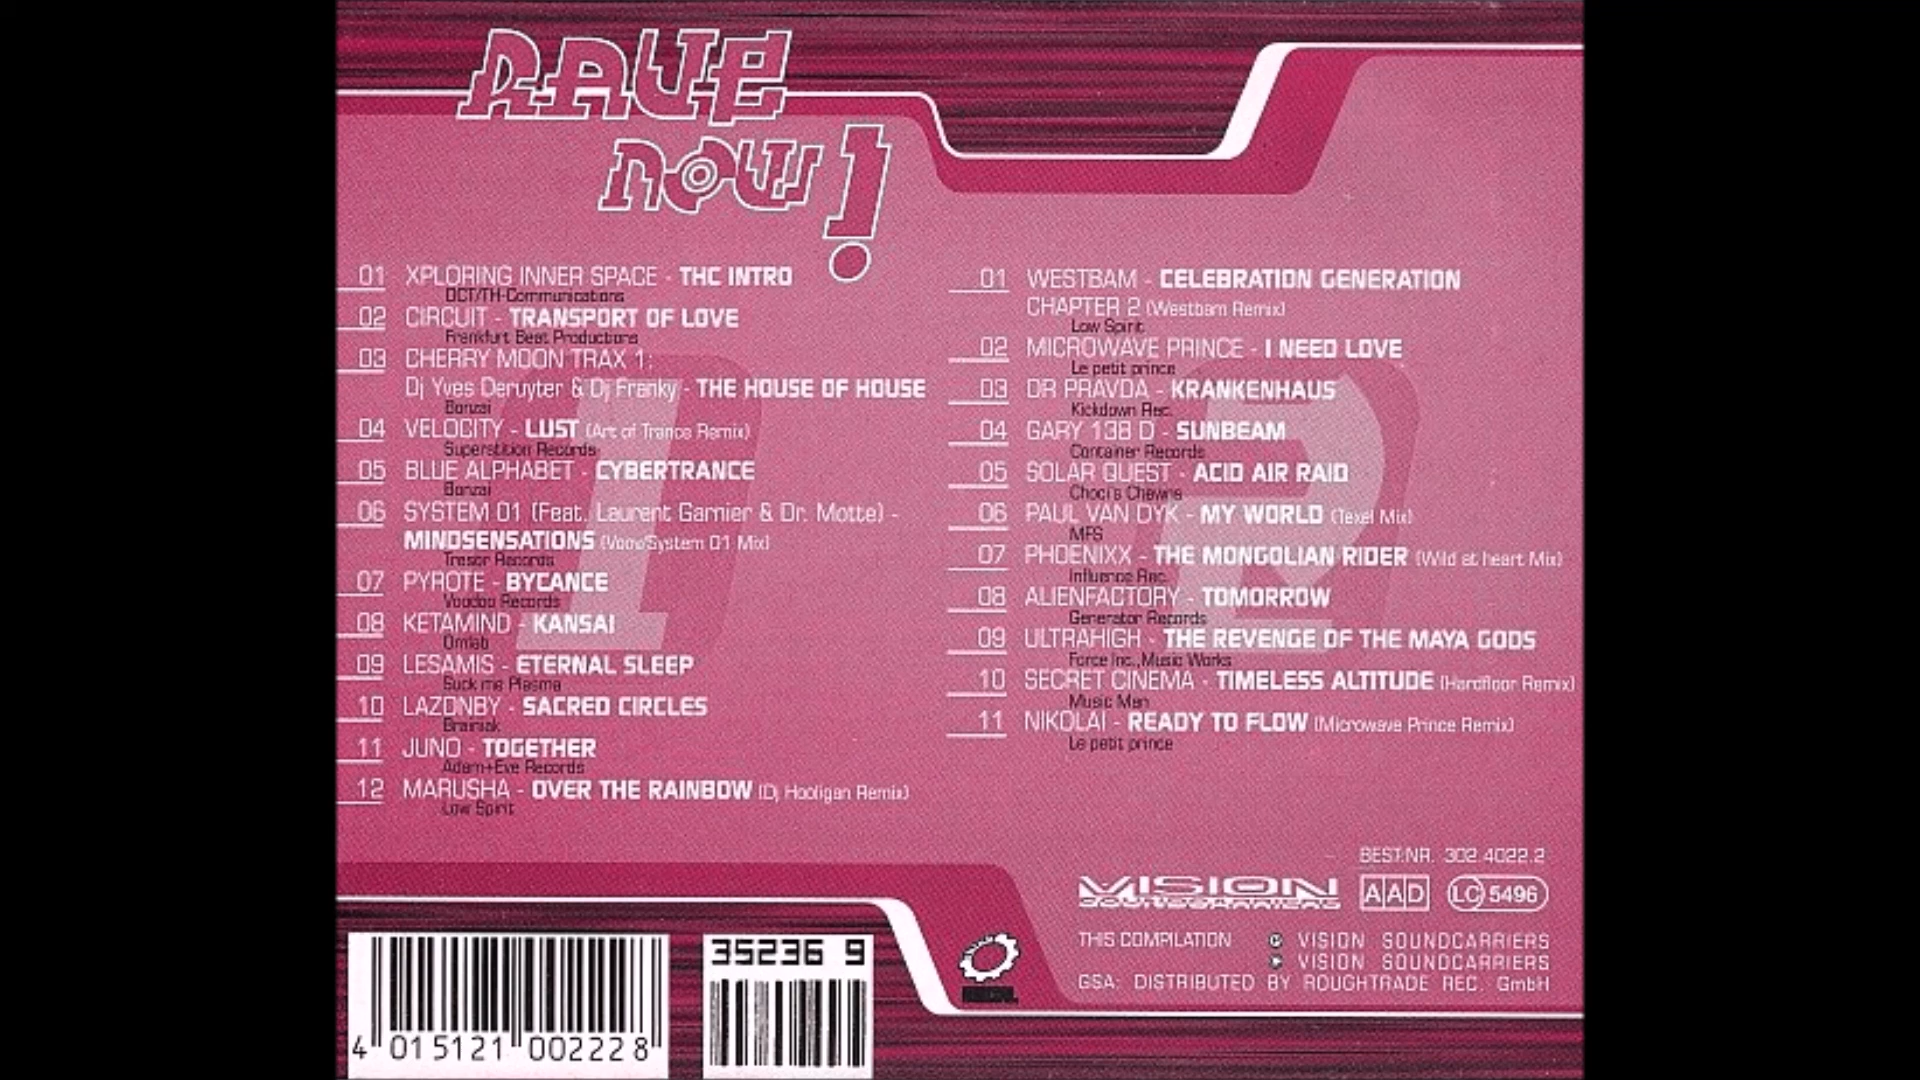 RAVE
NOW!
01 XPLORING INNER SPACE - THC INTRO
OCT/TH-Communications
02 CIRCUIT - TRANSPORT OF LOVE
Frankfurt Beat Productions
03 CHERRY MOON TRAX 1:
Dj Yves Deruyter & Dj Franky - THE HOUSE OF HOUSE
Bonzai
04 VELOCITY - LUST (Art of Trance Remix)
Superstition Records
05 BLUE ALPHABET - CYBERTRANCE
Bonzai
06 SYSTEM 01 (Feat. Laurent Garnier & Dr. Motte) -
MINDSENSATIONS (Voov/System 01 Mix)
Tresor Records
07 PYROTE - BYCANCE
Voodoo Records
08 KETAMIND - KANSAI
Omlab
09 LESAMIS - ETERNAL SLEEP
Suck me Plasma
10 LAZONBY - SACRED CIRCLES
Brainiak
11 JUNO - TOGETHER
Adam+Eve Records
12 MARUSHA - OVER THE RAINBOW (Dj Hooligan Remix)
Low Spirit
01 WESTBAM - CELEBRATION GENERATION
CHAPTER 2 (Westbam Remix)
Low Spirit
02 MICROWAVE PRINCE - I NEED LOVE
Le petit prince
03 DR PRAVDA - KRANKENHAUS
Kickdown Rec.
04 GARY 138 D - SUNBEAM
Container Records
05 SOLAR QUEST - ACID AIR RAID
Choci's Chewns
06 PAUL VAN DYK - MY WORLD (Texel Mix)
MFS
07 PHOENIXX - THE MONGOLIAN RIDER (Wild at heart Mix)
Influence Rec.
08 ALIENFACTORY - TOMORROW
Generator Records
09 ULTRAHIGH - THE REVENGE OF THE MAYA GODS
Force Inc., Music Works
10 SECRET CINEMA - TIMELESS ALTITUDE (Hardfloor Remix)
Music Man
11 NIKOLAI - READY TO FLOW (Microwave Prince Remix)
Le petit prince
1 2
BEST.NR. 302.4022.2
VISION AAD LC 5496
SOUNDCARRIERS
THIS COMPILATION © VISION SOUNDCARRIERS
℗ VISION SOUNDCARRIERS
GSA: DISTRIBUTED BY ROUGHTRADE REC. GmbH
35236 9
4 015121 002228